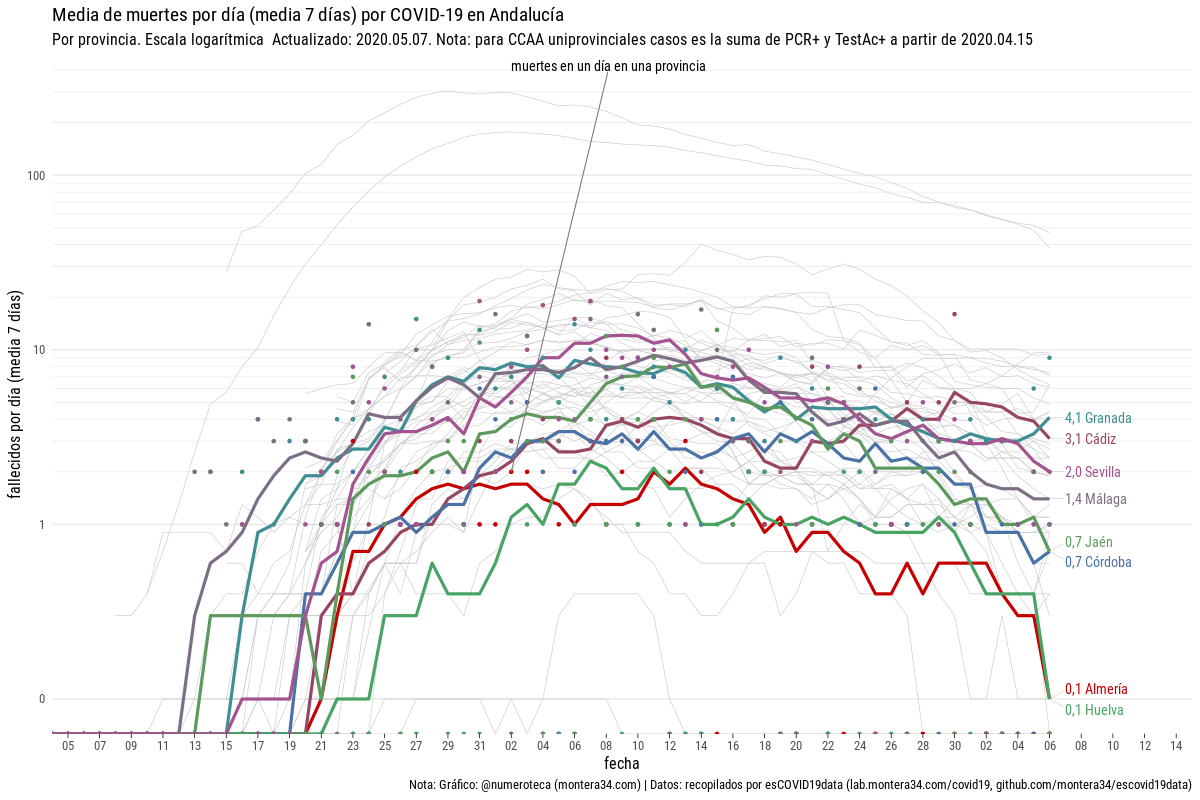 Media de muertes por día (media 7 días) por COVID-19 en Andalucía
Por provincia. Escala logarítmica  Actualizado: 2020.05.07. Nota: para CCAA uniprovinciales casos es la suma de PCR+ y TestAc+ a partir de 2020.04.15
muertes en un día en una provincia
fallecidos por día (media  7 días)
100
10
1
0
4,1 Granada
3,1 Cádiz
2,0 Sevilla
1,4 Málaga
0,7 Jaén
0,7 Córdoba
0,1 Almería
0,1 Huelva
05 07 09 11 13 15 17 19 21 23 25 27 29 31 02 04 06 08 10 12 14 16 18 20 22 24 26 28 30 02 04 06 08 10 12 14
fecha
Nota: Gráfico: @numeroteca (montera34.com) | Datos: recopilados por esCOVID19data (lab.montera34.com/covid19, github.com/montera34/escovid19data)